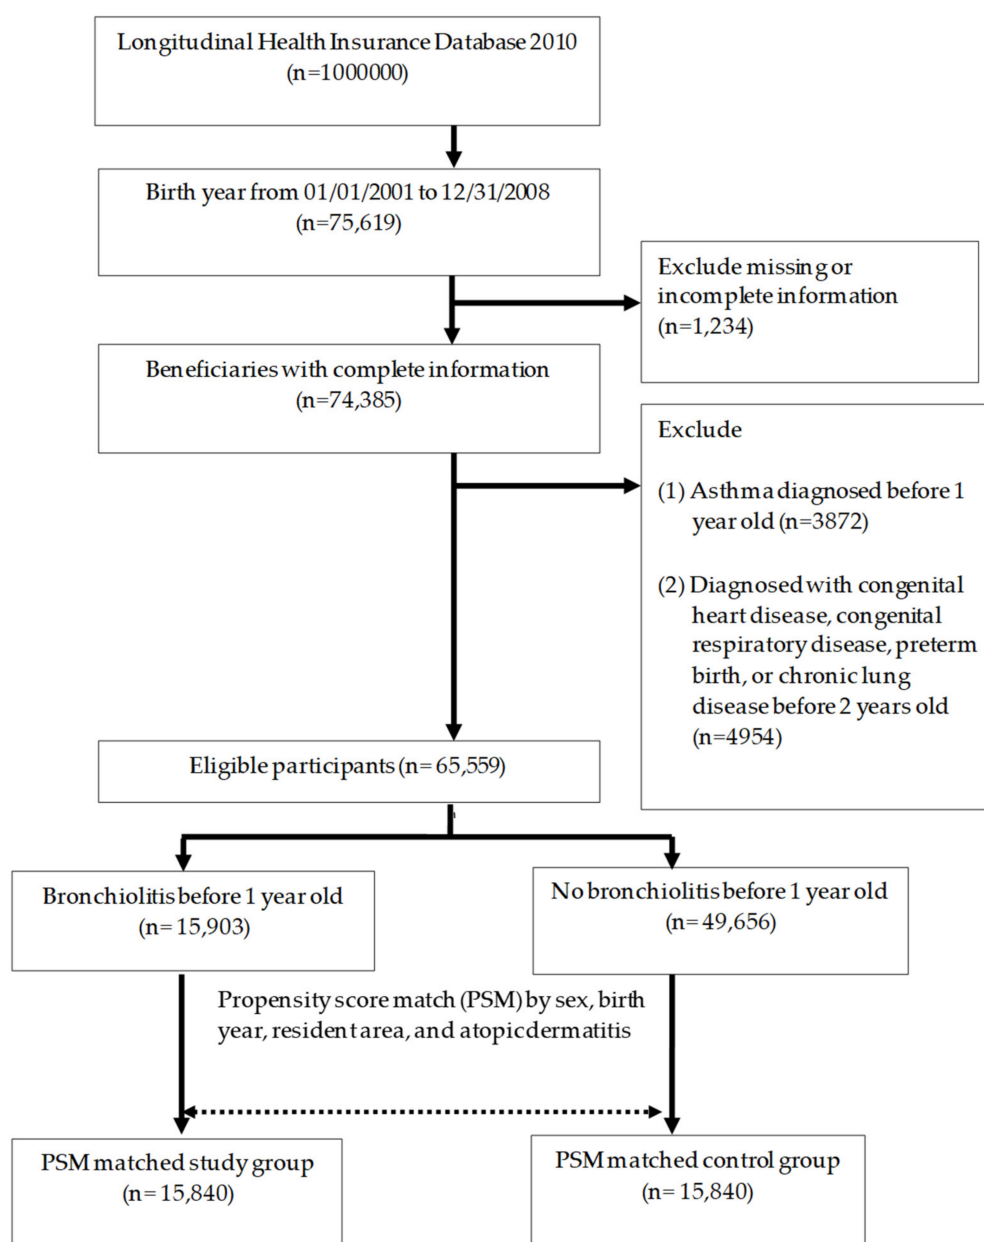 Longitudinal Health Insurance Database 2010
(n=1000000)
Birth year from 01/01/2001 to 12/31/2008
(n=75,619)
Exclude missing or
incomplete information
(n=1,234)
Beneficiaries with complete information
(n=74,385)
Exclude
(1) Asthma diagnosed before 1
year old (n=3872)
(2) Diagnosed with congenital
heart disease, congenital
respiratory disease, preterm
birth, or chronic lung
disease before 2 years old
(n=4954)
Eligible participants (n= 65,559)
Bronchiolitis before 1 year old
(n= 15,903)
No bronchiolitis before 1 year old
(n= 49,656)
Propensity score match (PSM) by sex, birth
year, resident area, and atopic dermatitis
PSM matched study group
(n= 15,840)
PSM matched control group
(n= 15,840)